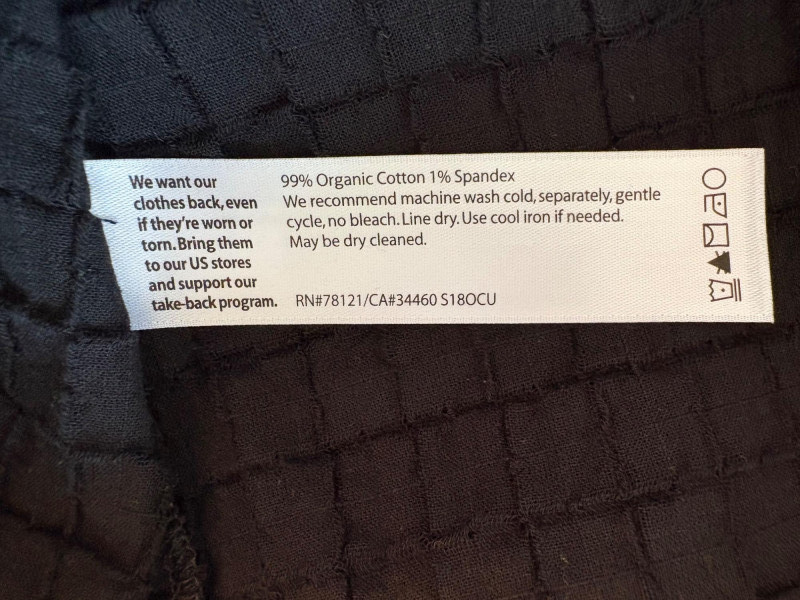 We want our
clothes back, even
if they're worn or
torn. Bring them
to our US stores
and support our
take-back program.
99% Organic Cotton 1% Spandex
We recommend machine wash cold, separately, gentle
cycle, no bleach. Line dry. Use cool iron if needed.
May be dry cleaned.
RN#78121/CA#34460 S18OCU